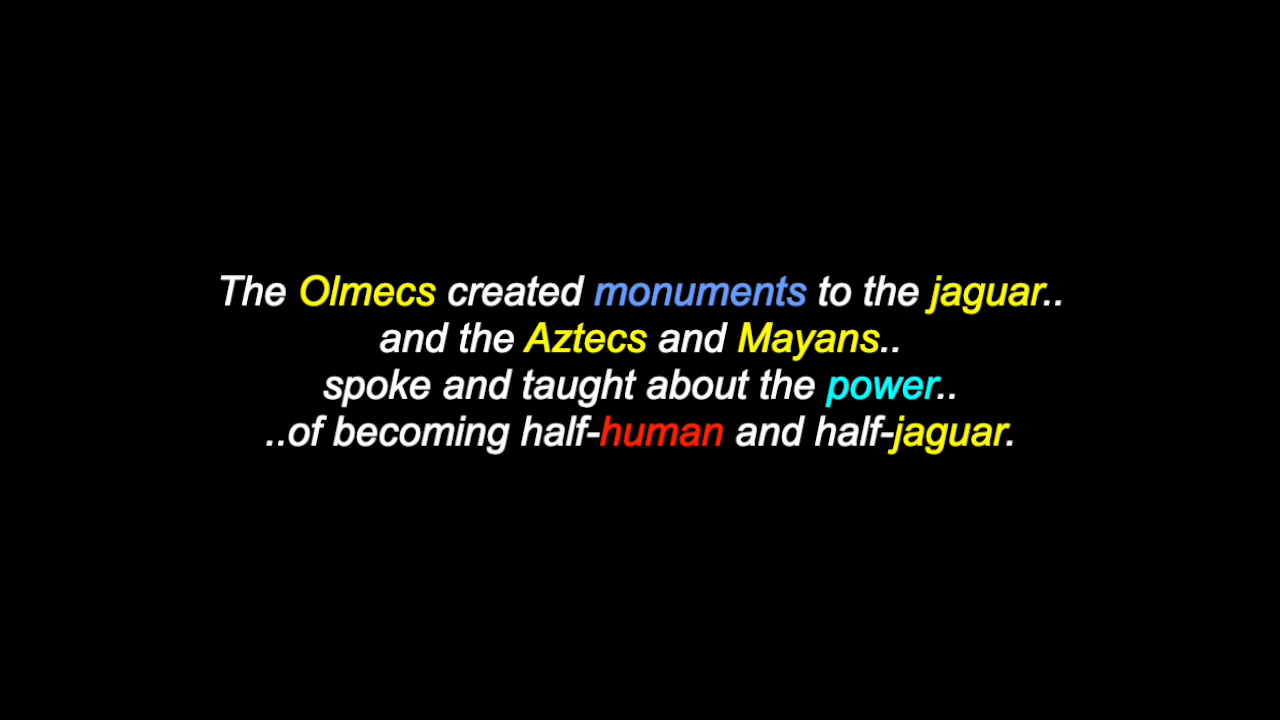 The Olmecs created monuments to the jaguar..
and the Aztecs and Mayans..
spoke and taught about the power..
..of becoming half-human and half-jaguar.